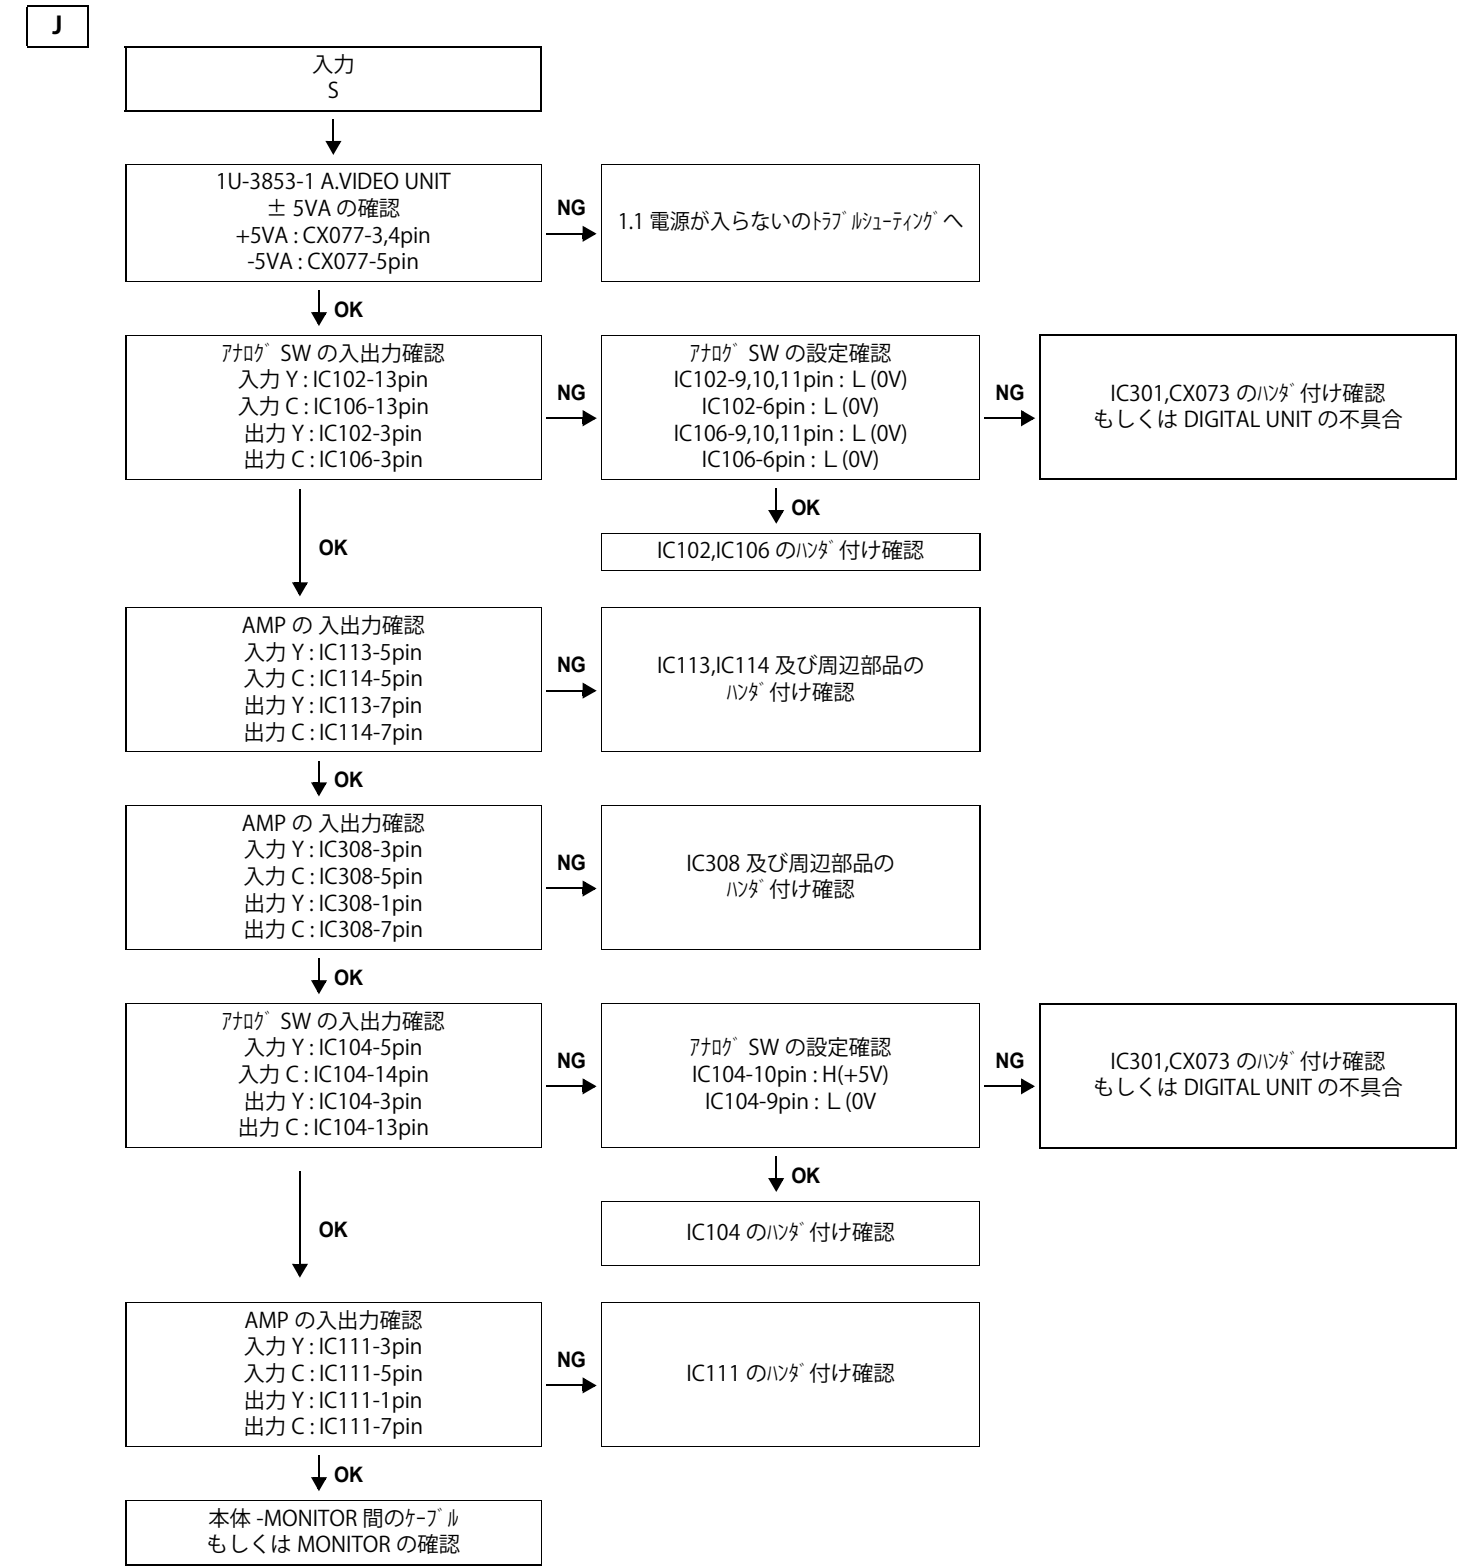 J
入力
S
1U-3853-1 A.VIDEO UNIT
± 5VA の確認
+5VA : CX077-3,4pin
-5VA : CX077-5pin
NG
1.1 電源が入らないのﾄﾗﾌﾞﾙｼｭｰﾃｨﾝｸﾞへ
OK
ｱﾅﾛｸﾞ SW の入出力確認
入力 Y : IC102-13pin
入力 C : IC106-13pin
出力 Y : IC102-3pin
出力 C : IC106-3pin
NG
ｱﾅﾛｸﾞ SW の設定確認
IC102-9,10,11pin : L (0V)
IC102-6pin : L (0V)
IC106-9,10,11pin : L (0V)
IC106-6pin : L (0V)
NG
IC301,CX073 のﾊﾝﾀﾞ付け確認
もしくは DIGITAL UNIT の不具合
OK
IC102,IC106 のﾊﾝﾀﾞ付け確認
OK
AMP の 入出力確認
入力 Y : IC113-5pin
入力 C : IC114-5pin
出力 Y : IC113-7pin
出力 C : IC114-7pin
NG
IC113,IC114 及び周辺部品の
ﾊﾝﾀﾞ付け確認
OK
AMP の 入出力確認
入力 Y : IC308-3pin
入力 C : IC308-5pin
出力 Y : IC308-1pin
出力 C : IC308-7pin
NG
IC308 及び周辺部品の
ﾊﾝﾀﾞ付け確認
OK
ｱﾅﾛｸﾞ SW の入出力確認
入力 Y : IC104-5pin
入力 C : IC104-14pin
出力 Y : IC104-3pin
出力 C : IC104-13pin
NG
ｱﾅﾛｸﾞ SW の設定確認
IC104-10pin : H(+5V)
IC104-9pin : L (0V
NG
IC301,CX073 のﾊﾝﾀﾞ付け確認
もしくは DIGITAL UNIT の不具合
OK
IC104 のﾊﾝﾀﾞ付け確認
OK
AMP の入出力確認
入力 Y : IC111-3pin
入力 C : IC111-5pin
出力 Y : IC111-1pin
出力 C : IC111-7pin
NG
IC111 のﾊﾝﾀﾞ付け確認
OK
本体 -MONITOR 間のｹｰﾌﾞﾙ
もしくは MONITOR の確認